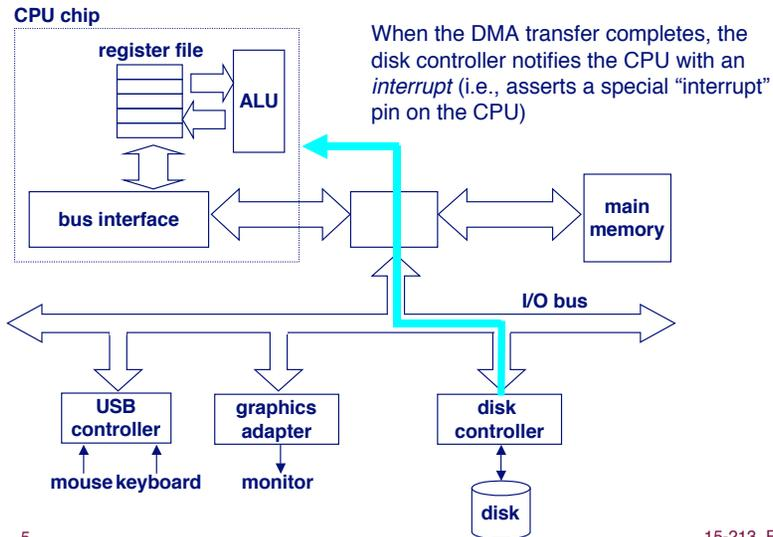 CPU chip
When the DMA transfer completes, the
disk controller notifies the CPU with an
interrupt (i.e., asserts a special “interrupt”
pin on the CPU)
register file
ALU
bus interface
main
memory
I/O bus
USB
controller
graphics
adapter
disk
controller
mouse keyboard
monitor
disk